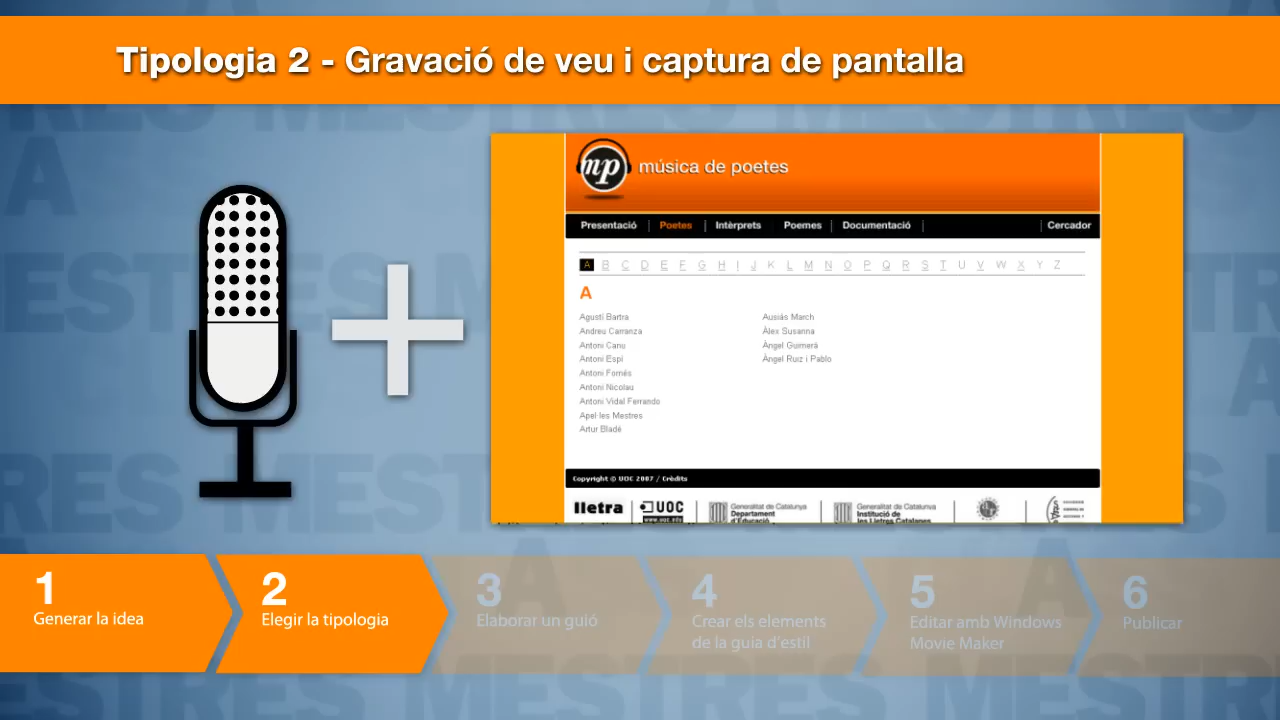 Tipologia 2 - Gravació de veu i captura de pantalla
mp música de poetes
Presentació | Poetes | Intèrprets Poemes | Documentació | | Cercador
A B C D E F G H I J K L M N O P Q R S T U V W X Y Z
A
Agustí Bartra
Andreu Carranza
Antoni Canu
Antoni Espí
Antoni Fornés
Antoni Nicolau
Antoni Vidal Ferrando
Apel·les Mestres
Artur Bladé
Ausiàs March
Àlex Susanna
Àngel Guimerà
Àngel Ruiz i Pablo
Copyright © UOC 2007 / Crèdits
lletra
UOC
www.uoc.edu
Generalitat de Catalunya
Departament
d'Educació
Generalitat de Catalunya
Institució de
les Lletres Catalanes
1
Generar la idea
2
Elegir la tipologia
3
Elaborar un guió
4
Crear els elements
de la guia d'estil
5
Editar amb Windows
Movie Maker
6
Publicar
MESTRES